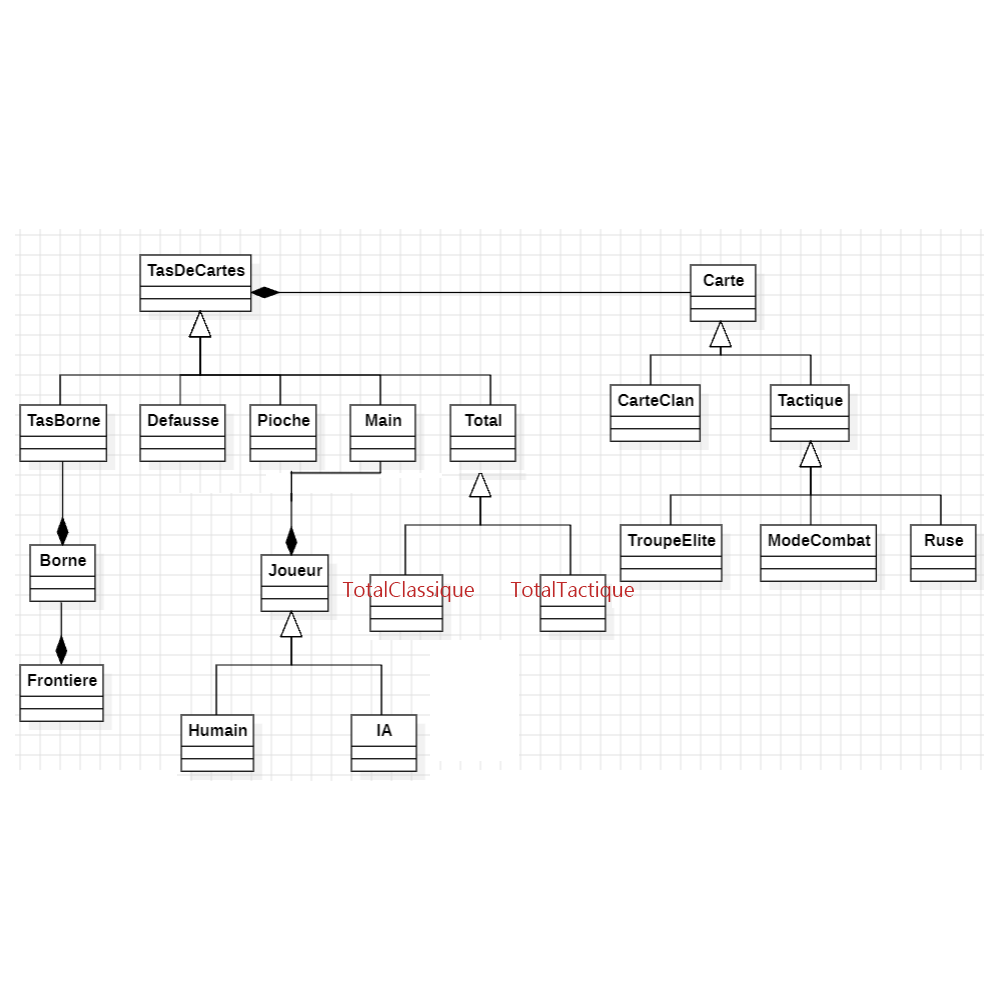 TasDeCartes
Carte
CarteClan
Tactique
TasBorne
Defausse
Pioche
Main
Total
TroupeElite
ModeCombat
Ruse
Borne
Joueur
TotalClassique
TotalTactique
Frontiere
Humain
IA